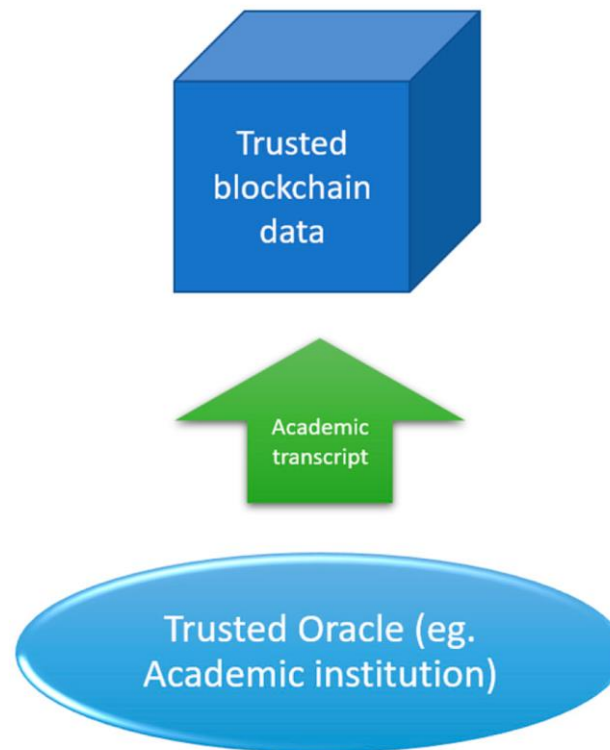 Trusted
blockchain
data
Academic
transcript
Trusted Oracle (eg.
Academic institution)